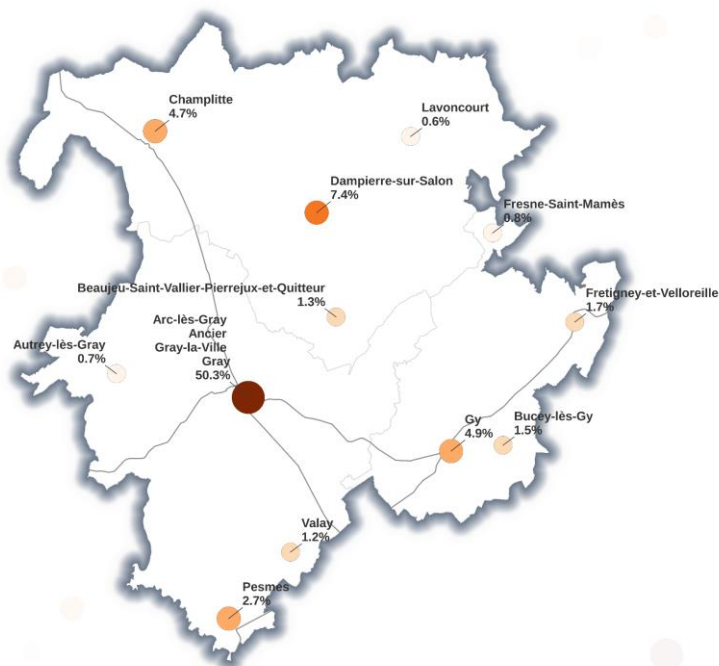 Champlitte
4.7%
Lavoncourt
0.6%
Dampierre-sur-Salon
7.4%
Fresne-Saint-Mamès
0.8%
Beaujeu-Saint-Vallier-Pierrejux-et-Quitteur
1.3%
Fretigney-et-Velloreille
1.7%
Arc-lès-Gray
Ancier
Gray-la-Ville
Gray
50.3%
Autrey-lès-Gray
0.7%
Gy
4.9%
Bucey-lès-Gy
1.5%
Valay
1.2%
Pesmes
2.7%